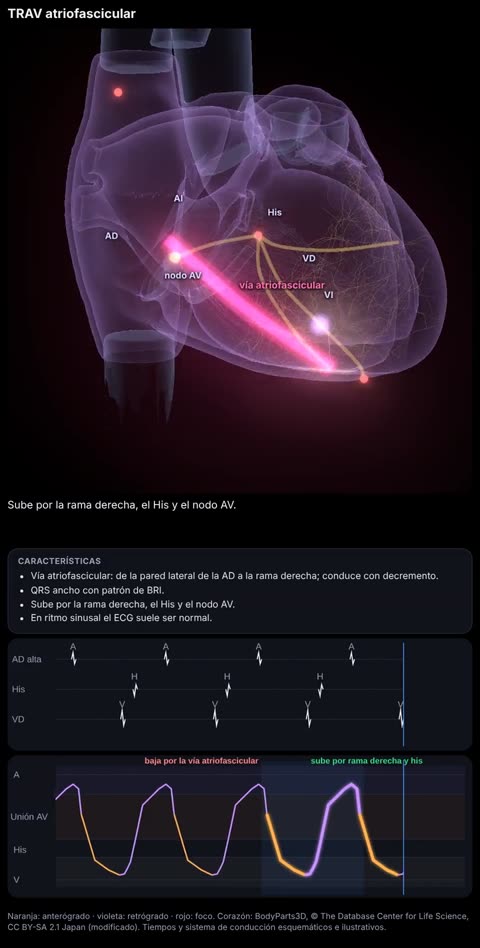 TRAV atriofascicular
AI
His
AD
VD
nodo AV
vía atriofascicular
VI
Sube por la rama derecha, el His y el nodo AV.
CARACTERÍSTICAS
• Vía atriofascicular: de la pared lateral de la AD a la rama derecha; conduce con decremento.
• QRS ancho con patrón de BRI.
• Sube por la rama derecha, el His y el nodo AV.
• En ritmo sinusal el ECG suele ser normal.
A A A A
AD alta
H H H
His
V V V V
VD
baja por la vía atriofascicular sube por rama derecha y his
A
Unión AV
His
V
Naranja: anterógrado · violeta: retrógrado · rojo: foco. Corazón: BodyParts3D, © The Database Center for Life Science,
CC BY-SA 2.1 Japan (modificado). Tiempos y sistema de conducción esquemáticos e ilustrativos.